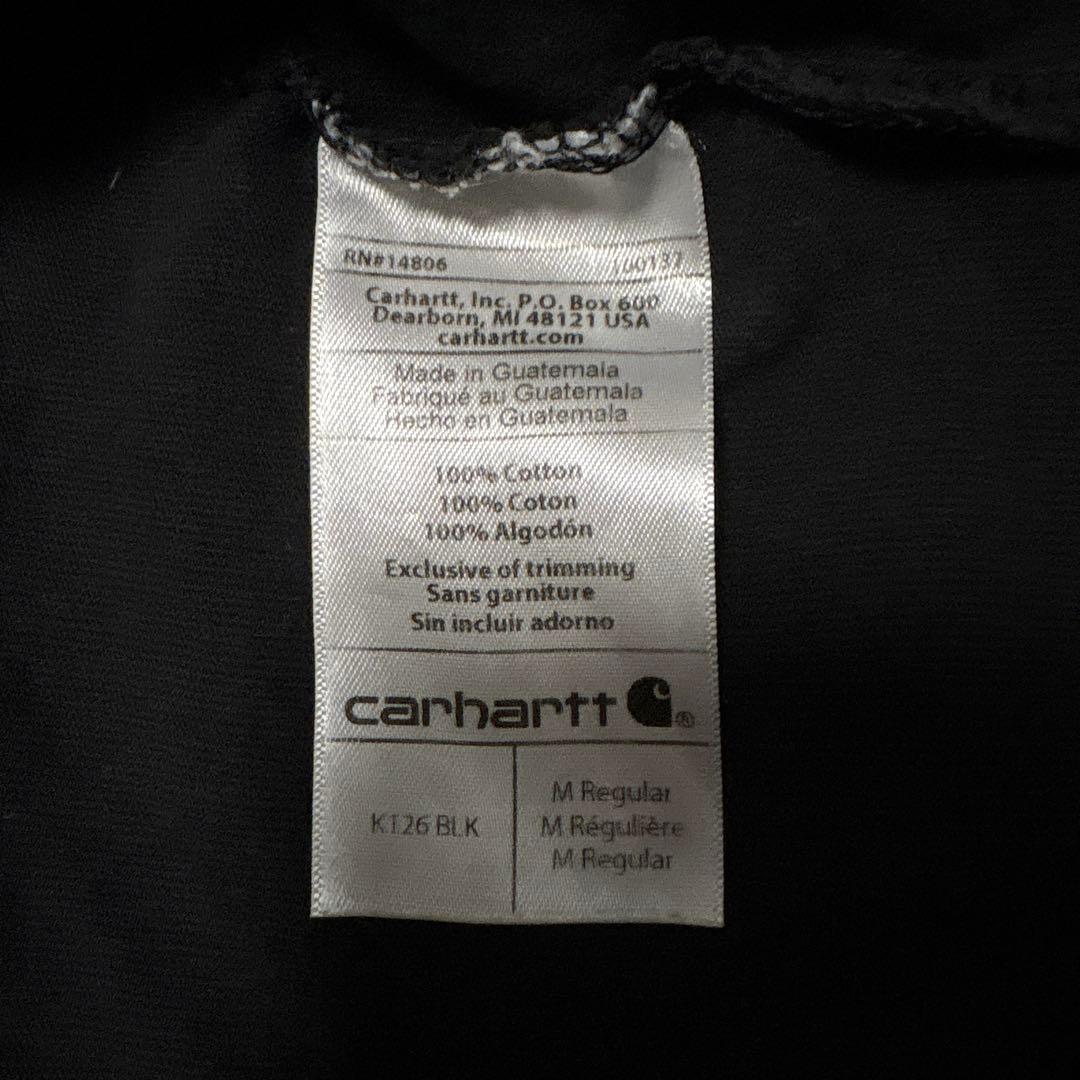 RN#14806 100137
Carhartt, Inc. P.O. Box 600
Dearborn, MI 48121 USA
carhartt.com
Made in Guatemala
Fabriqué au Guatemala
Hecho en Guatemala
100% Cotton
100% Coton
100% Algodón
Exclusive of trimming
Sans garniture
Sin incluir adorno
carhartt ®
K126 BLK
M Regular
M Régulière
M Regular